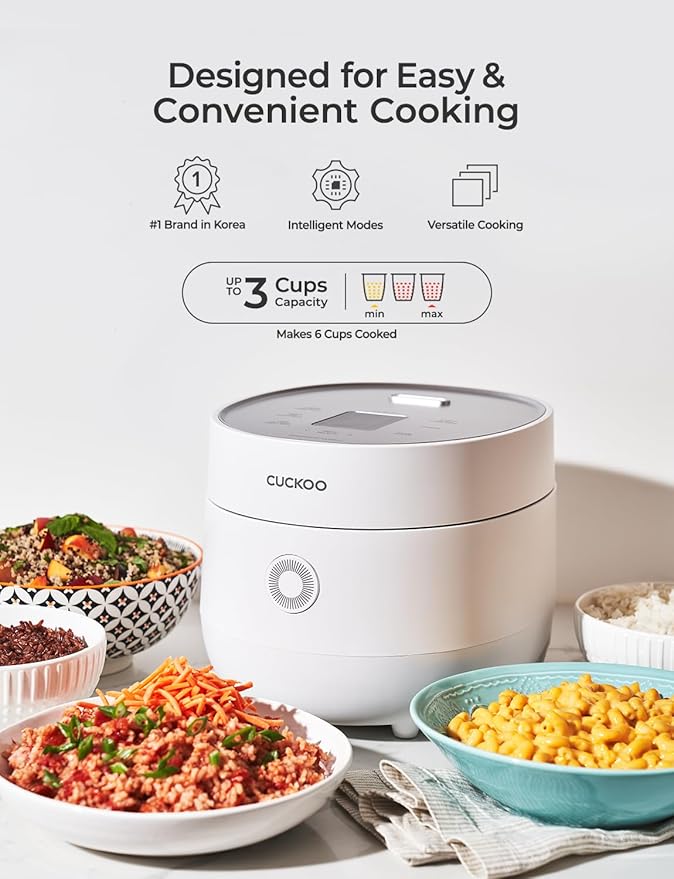 Designed for Easy &
Convenient Cooking
1
#1 Brand in Korea
Intelligent Modes
Versatile Cooking
UP TO 3 Cups Capacity
min
max
Makes 6 Cups Cooked
CUCKOO